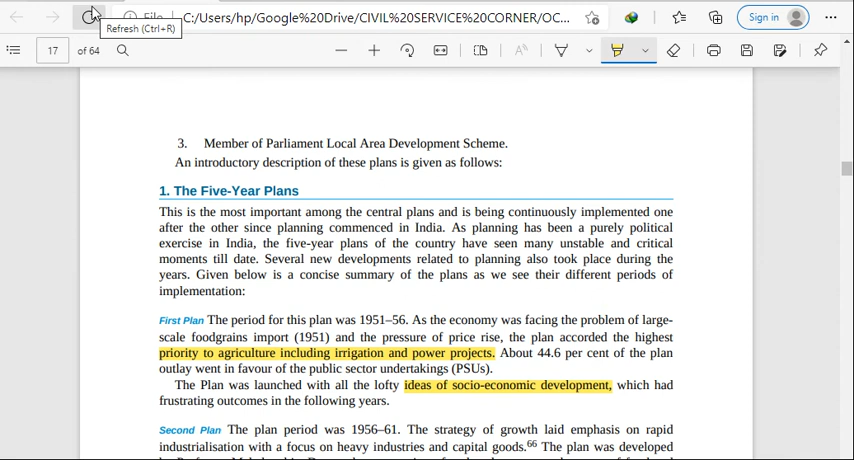 File
C:/Users/hp/Google%20Drive/CIVIL%20SERVICE%20CORNER/OC...
Sign in
Refresh (Ctrl+R)
17 of 64
3. Member of Parliament Local Area Development Scheme.
An introductory description of these plans is given as follows:
1. The Five-Year Plans
This is the most important among the central plans and is being continuously implemented one
after the other since planning commenced in India. As planning has been a purely political
exercise in India, the five-year plans of the country have seen many unstable and critical
moments till date. Several new developments related to planning also took place during the
years. Given below is a concise summary of the plans as we see their different periods of
implementation:
First Plan The period for this plan was 1951–56. As the economy was facing the problem of large-
scale foodgrains import (1951) and the pressure of price rise, the plan accorded the highest
priority to agriculture including irrigation and power projects. About 44.6 per cent of the plan
outlay went in favour of the public sector undertakings (PSUs).
The Plan was launched with all the lofty ideas of socio-economic development, which had
frustrating outcomes in the following years.
Second Plan The plan period was 1956–61. The strategy of growth laid emphasis on rapid
industrialisation with a focus on heavy industries and capital goods.66 The plan was developed